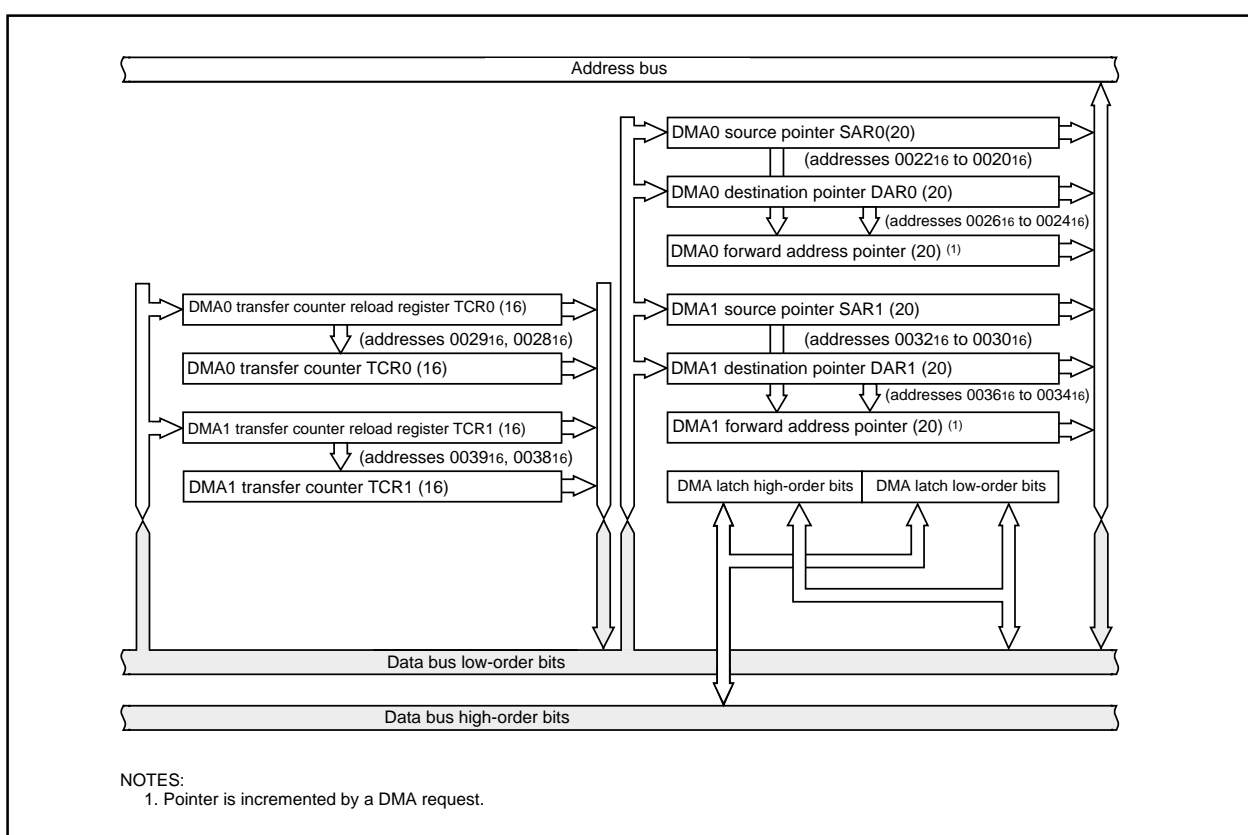 Address bus
DMA0 source pointer SAR0(20)
(addresses 002216 to 002016)
DMA0 destination pointer DAR0 (20)
(addresses 002616 to 002416)
DMA0 forward address pointer (20) (1)
DMA0 transfer counter reload register TCR0 (16)
(addresses 002916, 002816)
DMA0 transfer counter TCR0 (16)
DMA1 transfer counter reload register TCR1 (16)
(addresses 003916, 003816)
DMA1 transfer counter TCR1 (16)
DMA1 source pointer SAR1 (20)
(addresses 003216 to 003016)
DMA1 destination pointer DAR1 (20)
(addresses 003616 to 003416)
DMA1 forward address pointer (20) (1)
DMA latch high-order bits
DMA latch low-order bits
Data bus low-order bits
Data bus high-order bits
NOTES:
1. Pointer is incremented by a DMA request.